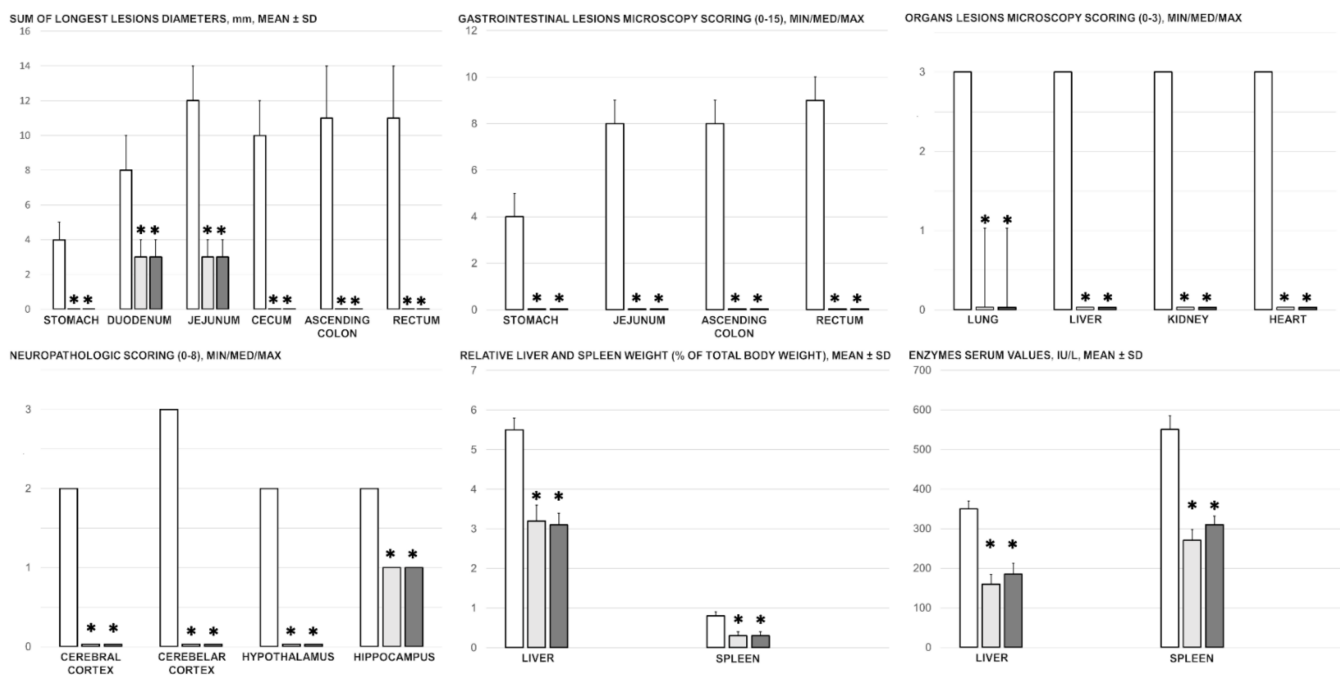 SUM OF LONGEST LESIONS DIAMETERS, mm, MEAN ± SD
16
14
12
10
8
6
4
2
0
* * * * * * * * * * * *
STOMACH DUODENUM JEJUNUM CECUM ASCENDING COLON RECTUM
GASTROINTESTINAL LESIONS MICROSCOPY SCORING (0-15), MIN/MED/MAX
12
10
8
6
4
2
0
* * * * * * * *
STOMACH JEJUNUM ASCENDING COLON RECTUM
ORGANS LESIONS MICROSCOPY SCORING (0-3), MIN/MED/MAX
3
2
1
0
* * * * * * * *
LUNG LIVER KIDNEY HEART
NEUROPATHOLOGIC SCORING (0-8), MIN/MED/MAX
3
2
1
0
* * * * * * * *
CEREBRAL CORTEX CEREBELAR CORTEX HYPOTHALAMUS HIPPOCAMPUS
RELATIVE LIVER AND SPLEEN WEIGHT (% OF TOTAL BODY WEIGHT), MEAN ± SD
7
6
5
4
3
2
1
0
* * * *
LIVER SPLEEN
ENZYMES SERUM VALUES, IU/L, MEAN ± SD
700
600
500
400
300
200
100
0
* * * *
LIVER SPLEEN